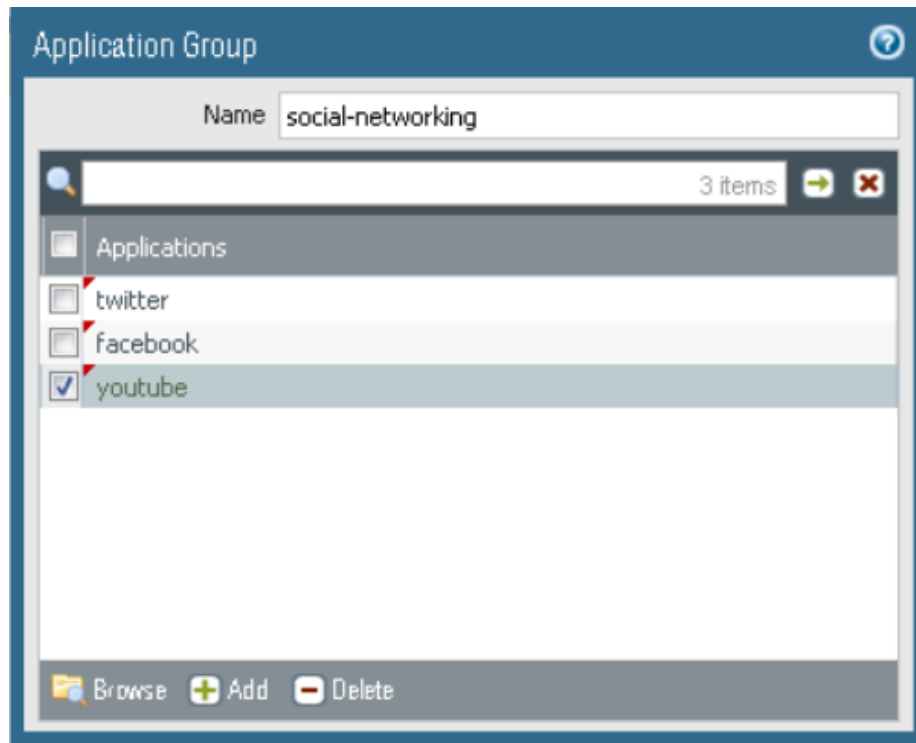 Application Group
Name social-networking
3 items
Applications
twitter
facebook
youtube
Browse Add Delete